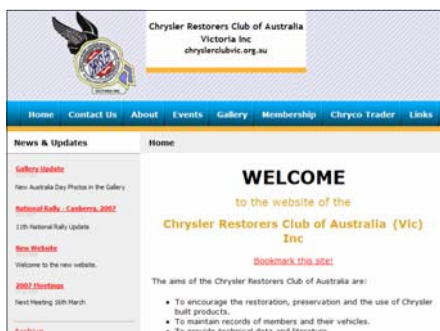 Chrysler Restorers Club of Australia
Victoria Inc
chryslerclubvic.org.au
Home Contact Us About Events Gallery Membership Chryco Trader Links
News & Updates
Gallery Update
New Australia Day Photos in the Gallery
National Rally - Canberra, 2007
11th National Rally Update
New Website
Welcome to the new website.
2007 Meetings
Next Meeting 16th March
Archive
Home
WELCOME
to the website of the
Chrysler Restorers Club of Australia (Vic)
Inc
Bookmark this site!
The aims of the Chrysler Restorers Club of Australia are:
• To encourage the restoration, preservation and the use of Chrysler
built products.
• To maintain records of members and their vehicles.
• To provide technical data and literature